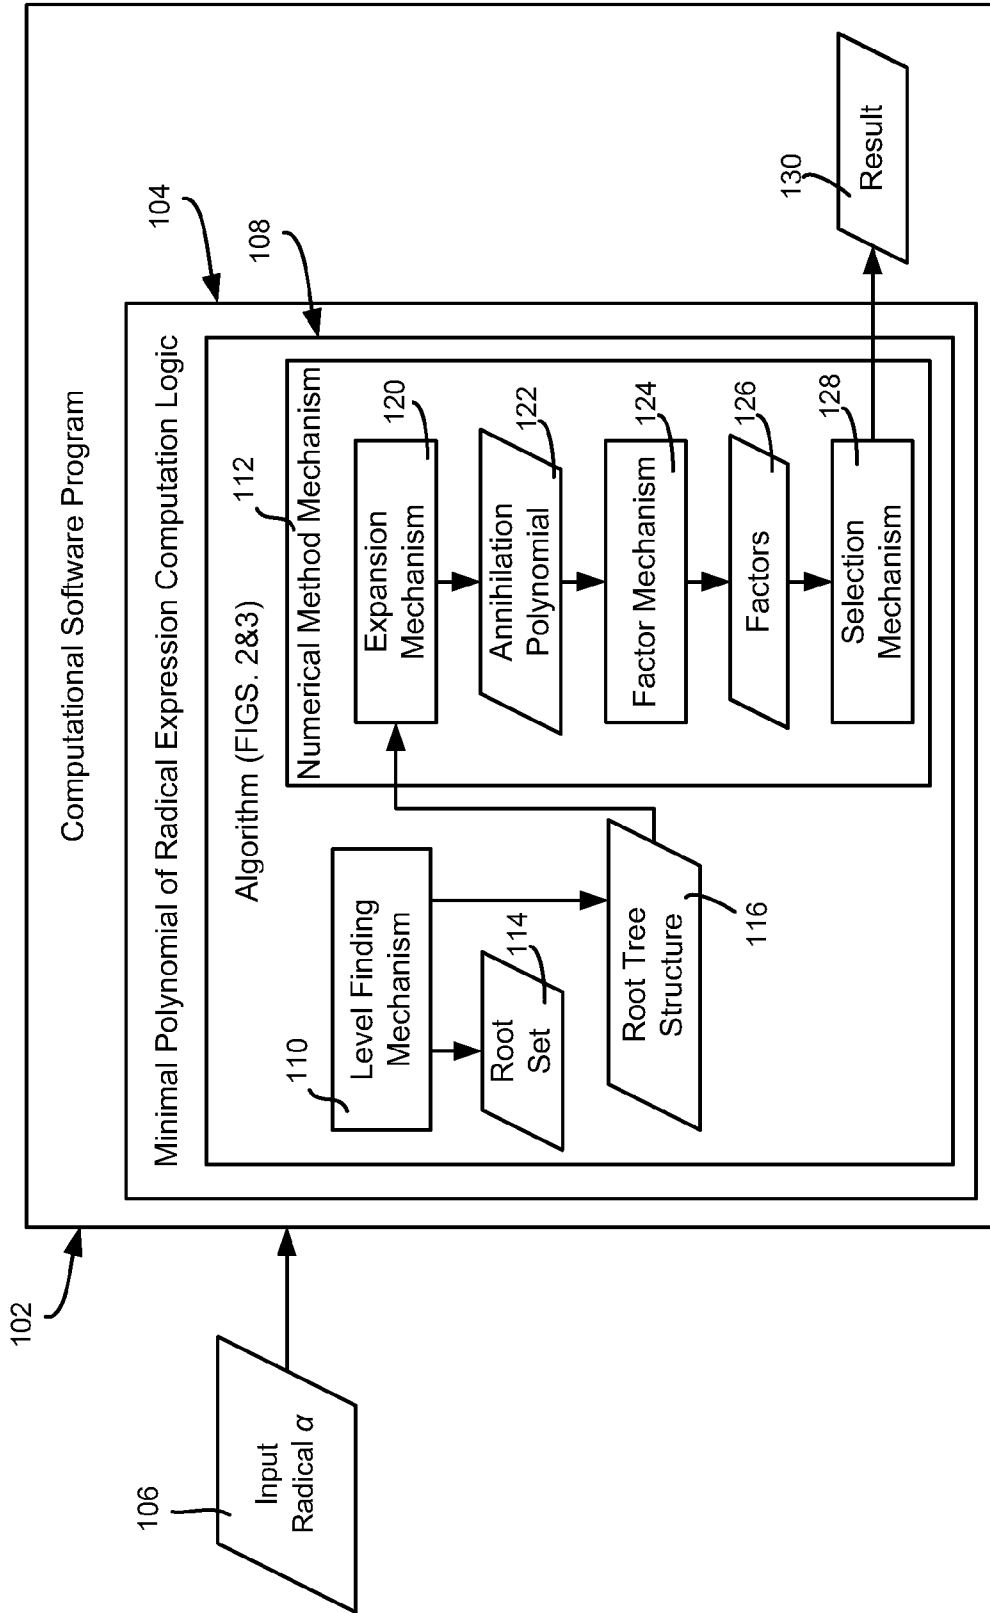 Computational Software Program
102
Minimal Polynomial of Radical Expression Computation Logic
104
Algorithm (FIGS. 2&3)
108
106
Input
Radical α
110
Level Finding
Mechanism
Root
Set
114
Root Tree
Structure
116
112
Numerical Method Mechanism
Expansion
Mechanism
120
Annihilation
Polynomial
122
Factor Mechanism
124
Factors
126
Selection
Mechanism
128
130
Result